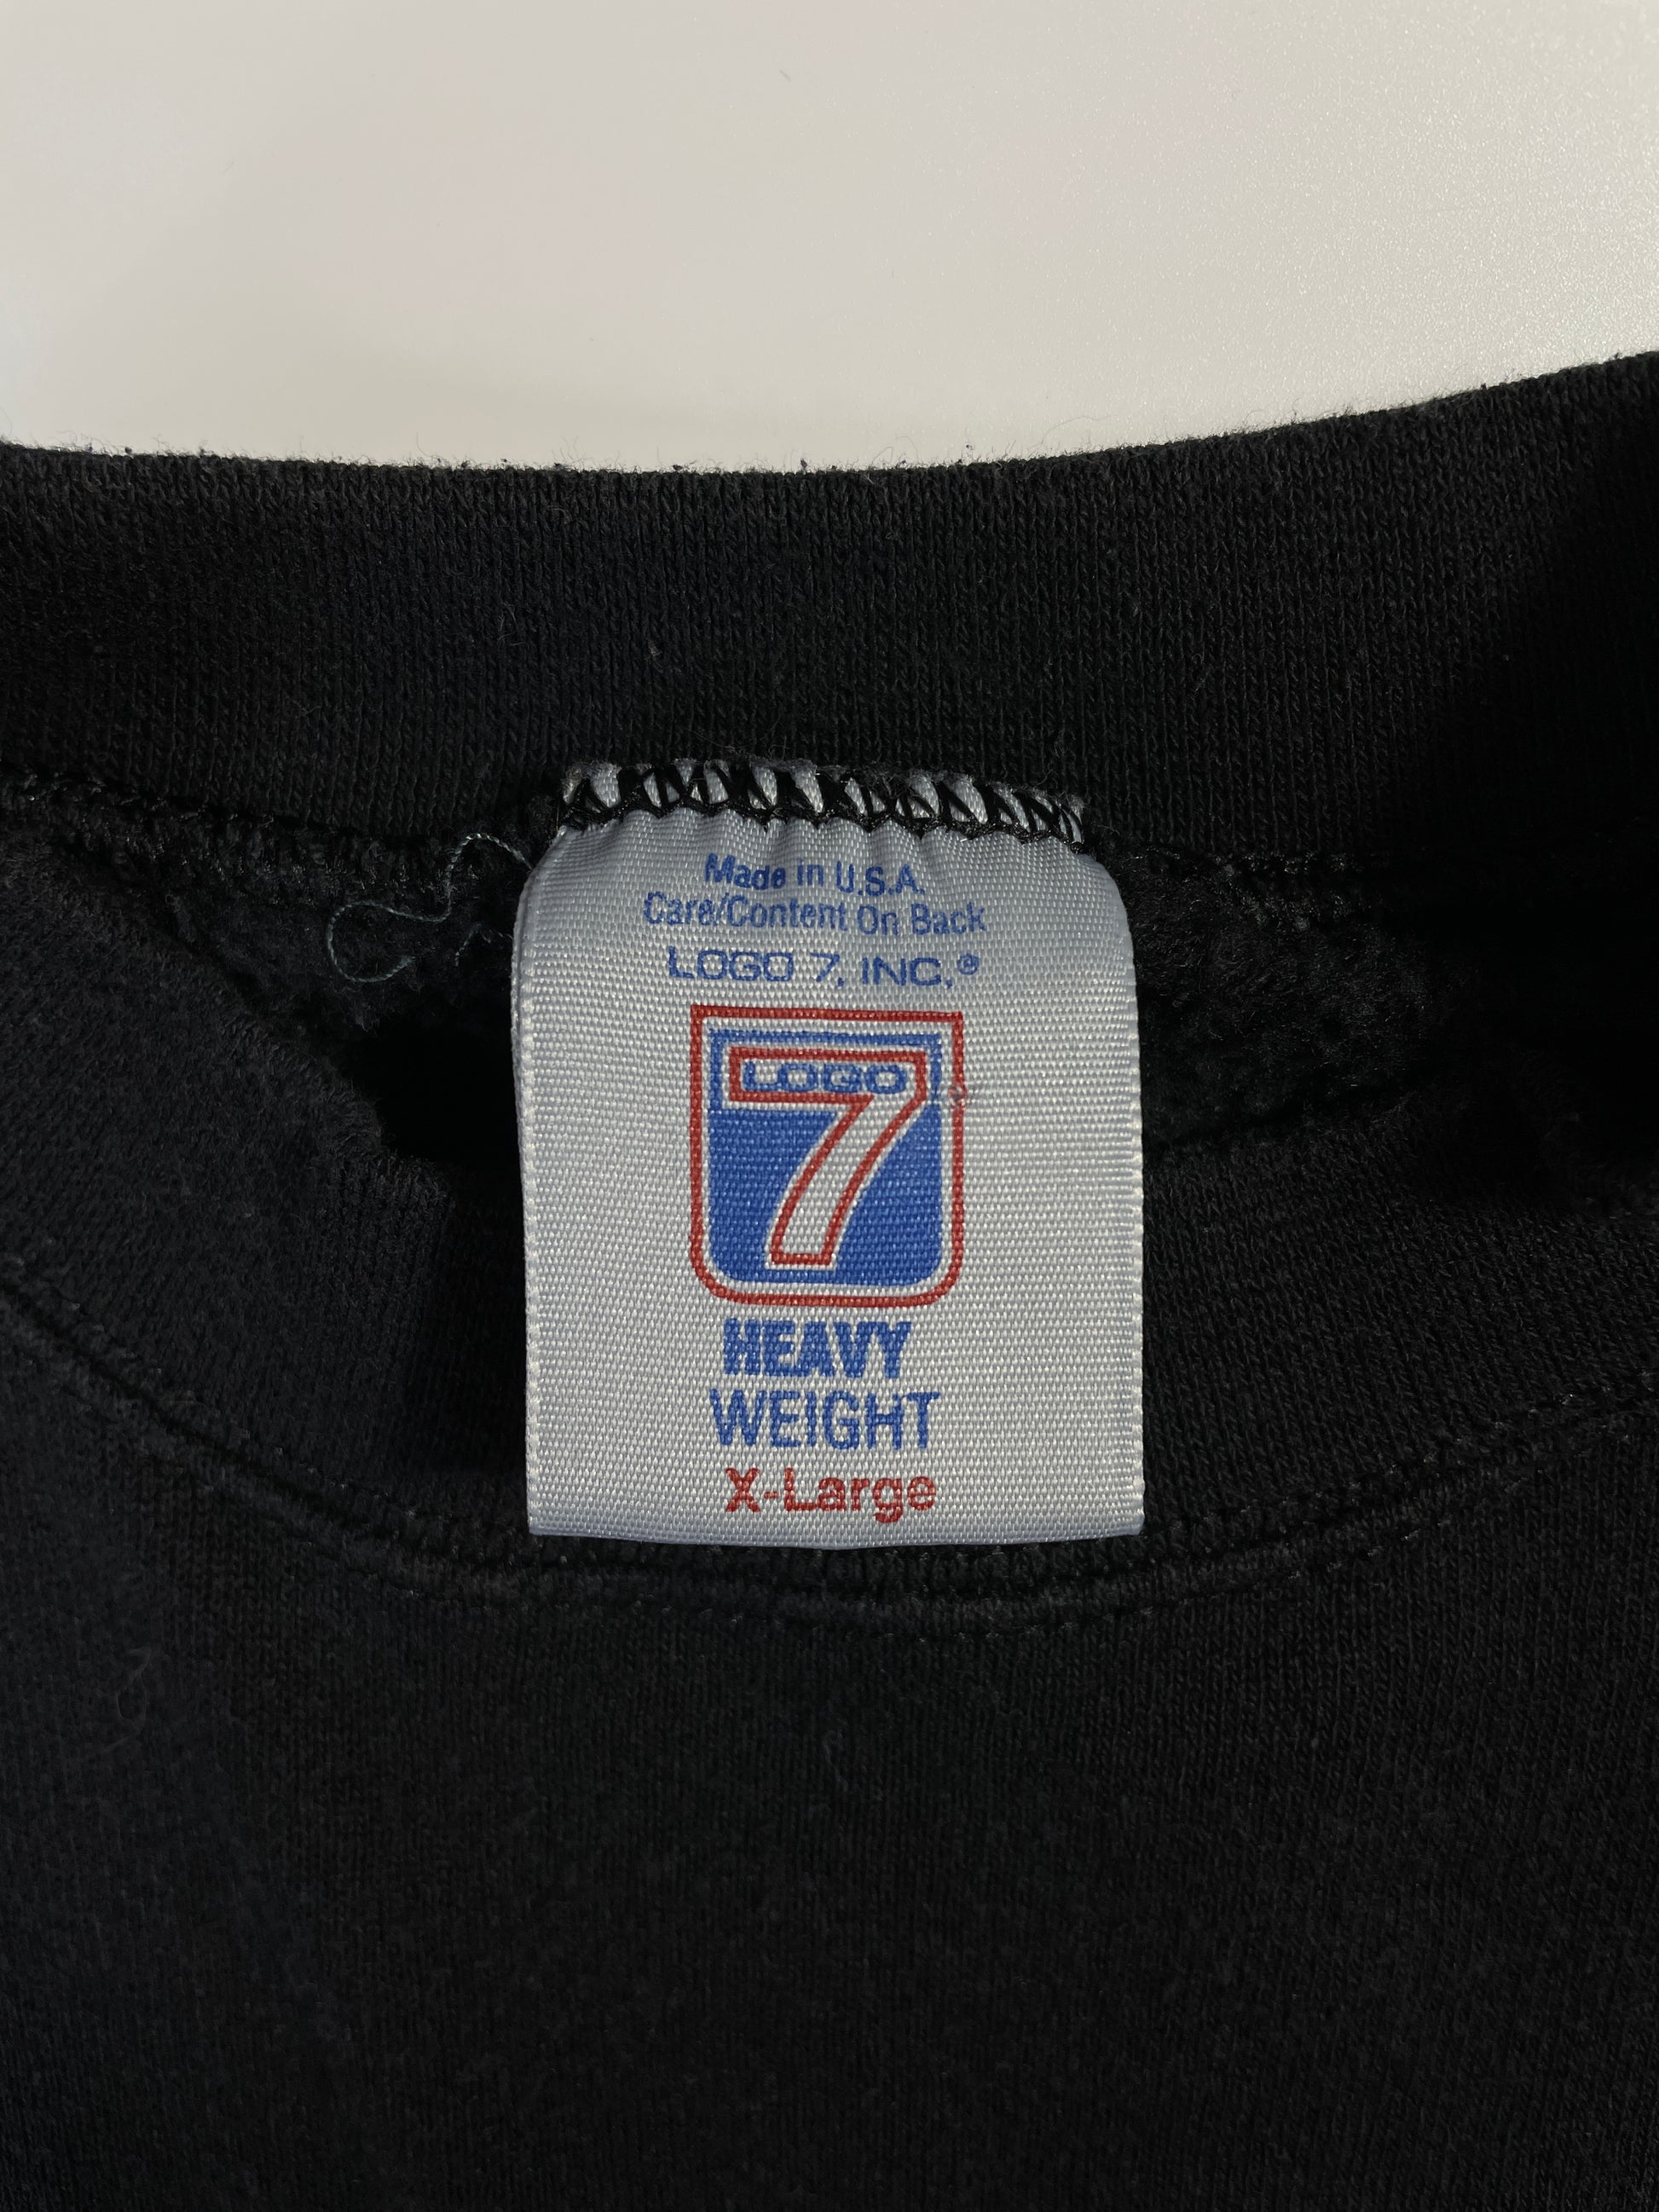 Made in U.S.A.
Care/Content On Back
LOGO 7, INC.®
LOGO
7
HEAVY
WEIGHT
X-Large